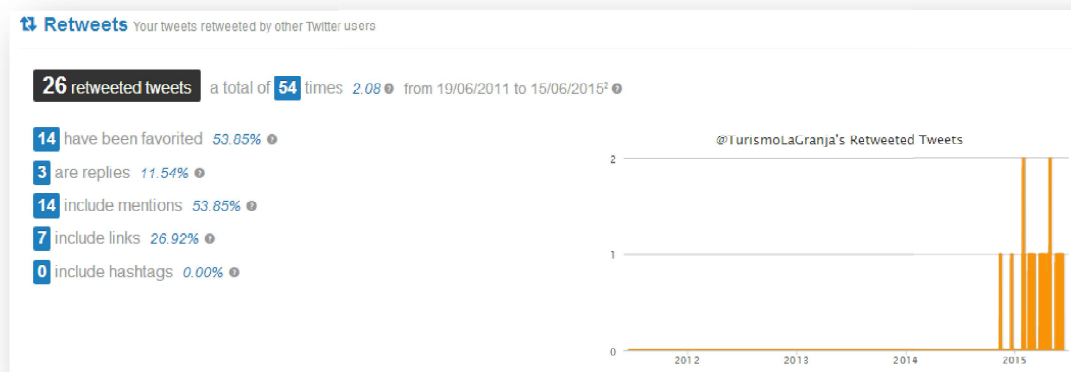 Retweets Your tweets retweeted by other Twitter users
26 retweeted tweets a total of 54 times 2.08 from 19/06/2011 to 15/06/2015²
14 have been favorited 53.85%
3 are replies 11.54%
14 include mentions 53.85%
7 include links 26.92%
0 include hashtags 0.00%
@TurismoLaGranja's Retweeted Tweets
2
1
0
2012 2013 2014 2015